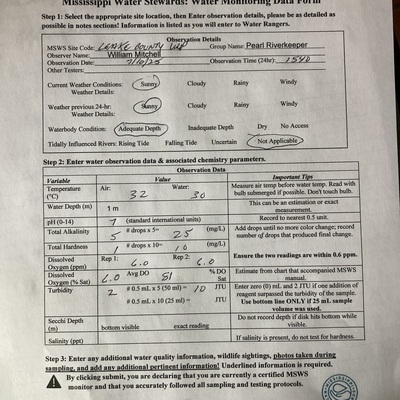 Mississippi Water Stewards: Water Monitoring Data Form
Step 1: Select the appropriate site location, then Enter observation details, please be as detailed as
possible in notes sections! Information is listed as you will enter to Water Rangers.
Observation Details
MSWS Site Code: LEAKE COUNTY WP Group Name: Pearl Riverkeeper
Observer Name: William Mitchell
Observation Date: 7/10/25 Observation Time (24hr): 1540
Other Testers:
Current Weather Conditions: Sunny Cloudy Rainy Windy
Weather Details:
Weather previous 24-hr: Sunny Cloudy Rainy Windy
Weather Details:
Waterbody Condition: Adequate Depth Inadequate Depth Dry No Access
Tidally Influenced Rivers: Rising Tide Falling Tide Uncertain Not Applicable
Step 2: Enter water observation data & associated chemistry parameters.
Observation Data
Variable Value Important Tips
Temperature (°C) Air: 32 Water: 30 Measure air temp before water temp. Read with bulb submerged if possible. Don't touch bulb.
Water Depth (m) 1 m This can be an estimation or exact measurement.
pH (0-14) 7 (standard international units) Record to nearest 0.5 unit.
Total Alkalinity 5 # drops x 5= 25 (mg/L) Add drops until no more color change; record number of drops that produced final change.
Total Hardness 1 # drops x 10= 10 (mg/L)
Dissolved Oxygen (ppm) Rep 1: 6.0 Rep 2: 6.0 Ensure the two readings are within 0.6 ppm.
Dissolved Oxygen (% Sat) 6.0 Avg DO 81 % DO Sat Estimate from chart that accompanied MSWS manual.
Turbidity 2 # 0.5 mL x 5 (50 ml) = 10 JTU Enter zero (0) mL and 2 JTU if one addition of reagent surpassed the turbidity of the sample.
# 0.5 mL x 10 (25 ml) = JTU Use bottom line ONLY if 25 mL sample volume was used.
Secchi Depth (m) bottom visible exact reading Do not record depth if disk hits bottom while visible.
Salinity (ppt) If salinity is present, do not test for hardness.
Step 3: Enter any additional water quality information, wildlife sightings, photos taken during
sampling, and add any additional pertinent information! Underlined information is required.
By clicking submit, you are declaring that you are currently a certified MSWS
monitor and that you accurately followed all sampling and testing protocols.